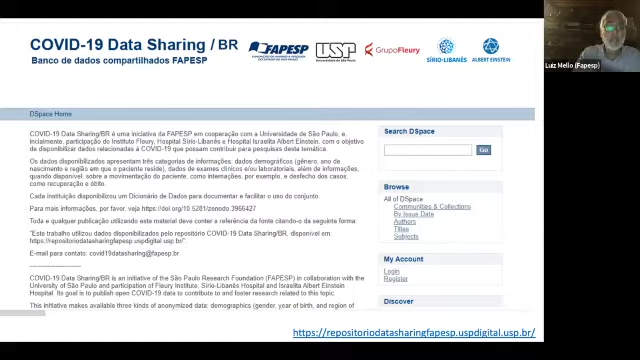 COVID-19 Data Sharing / BR
Banco de dados compartilhados FAPESP
FAPESP
USP
Universidade de São Paulo
GrupoFleury
SÍRIO-LIBANÊS
ALBERT EINSTEIN
Luiz Mello (Fapesp)
DSpace Home
COVID-19 Data Sharing/BR é uma iniciativa da FAPESP em cooperação com a Universidade de São Paulo, e,
inicialmente, participação do Instituto Fleury, Hospital Sírio-Libanês e Hospital Israelita Albert Einstein, com o objetivo
de disponibilizar dados relacionados à COVID-19 que possam contribuir para pesquisas desta temática.
Os dados disponibilizados apresentam três categorias de informações: dados demográficos (gênero, ano de
nascimento e região em que o paciente reside), dados de exames clínicos e/ou laboratoriais, além de informações,
quando disponível, sobre a movimentação do paciente, como internações, por exemplo, e desfecho dos casos,
como recuperação e óbito.
Cada instituição disponibilizou um Dicionário de Dados para documentar e facilitar o uso do conjunto.
Para mais informações, por favor, veja https://doi.org/10.5281/zenodo.3966427
Toda e qualquer publicação utilizando este material deve conter a referência da fonte citando-o da seguinte forma:
"Este trabalho utilizou dados disponibilizados pelo repositório COVID-19 Data Sharing/BR, disponível em:
https://repositoriodatasharingfapesp.uspdigital.usp.br/".
E-mail para contato: covid19datasharing@fapesp.br
--------------------
COVID-19 Data Sharing/BR is an initiative of the São Paulo Research Foundation (FAPESP) in collaboration with the
University of São Paulo and participation of Fleury Institute, Sírio-Libanês Hospital and Israelita Albert Einstein
Hospital. Its goal is to publish open COVID-19 data to contribute to and foster research related to this topic.
This initiative makes available three kinds of anonymized data: demographics (gender, year of birth, and region of
Search DSpace
Go
Browse
All of DSpace
Communities & Collections
By Issue Date
Authors
Titles
Subjects
My Account
Login
Register
Discover
https://repositoriodatasharingfapesp.uspdigital.usp.br/